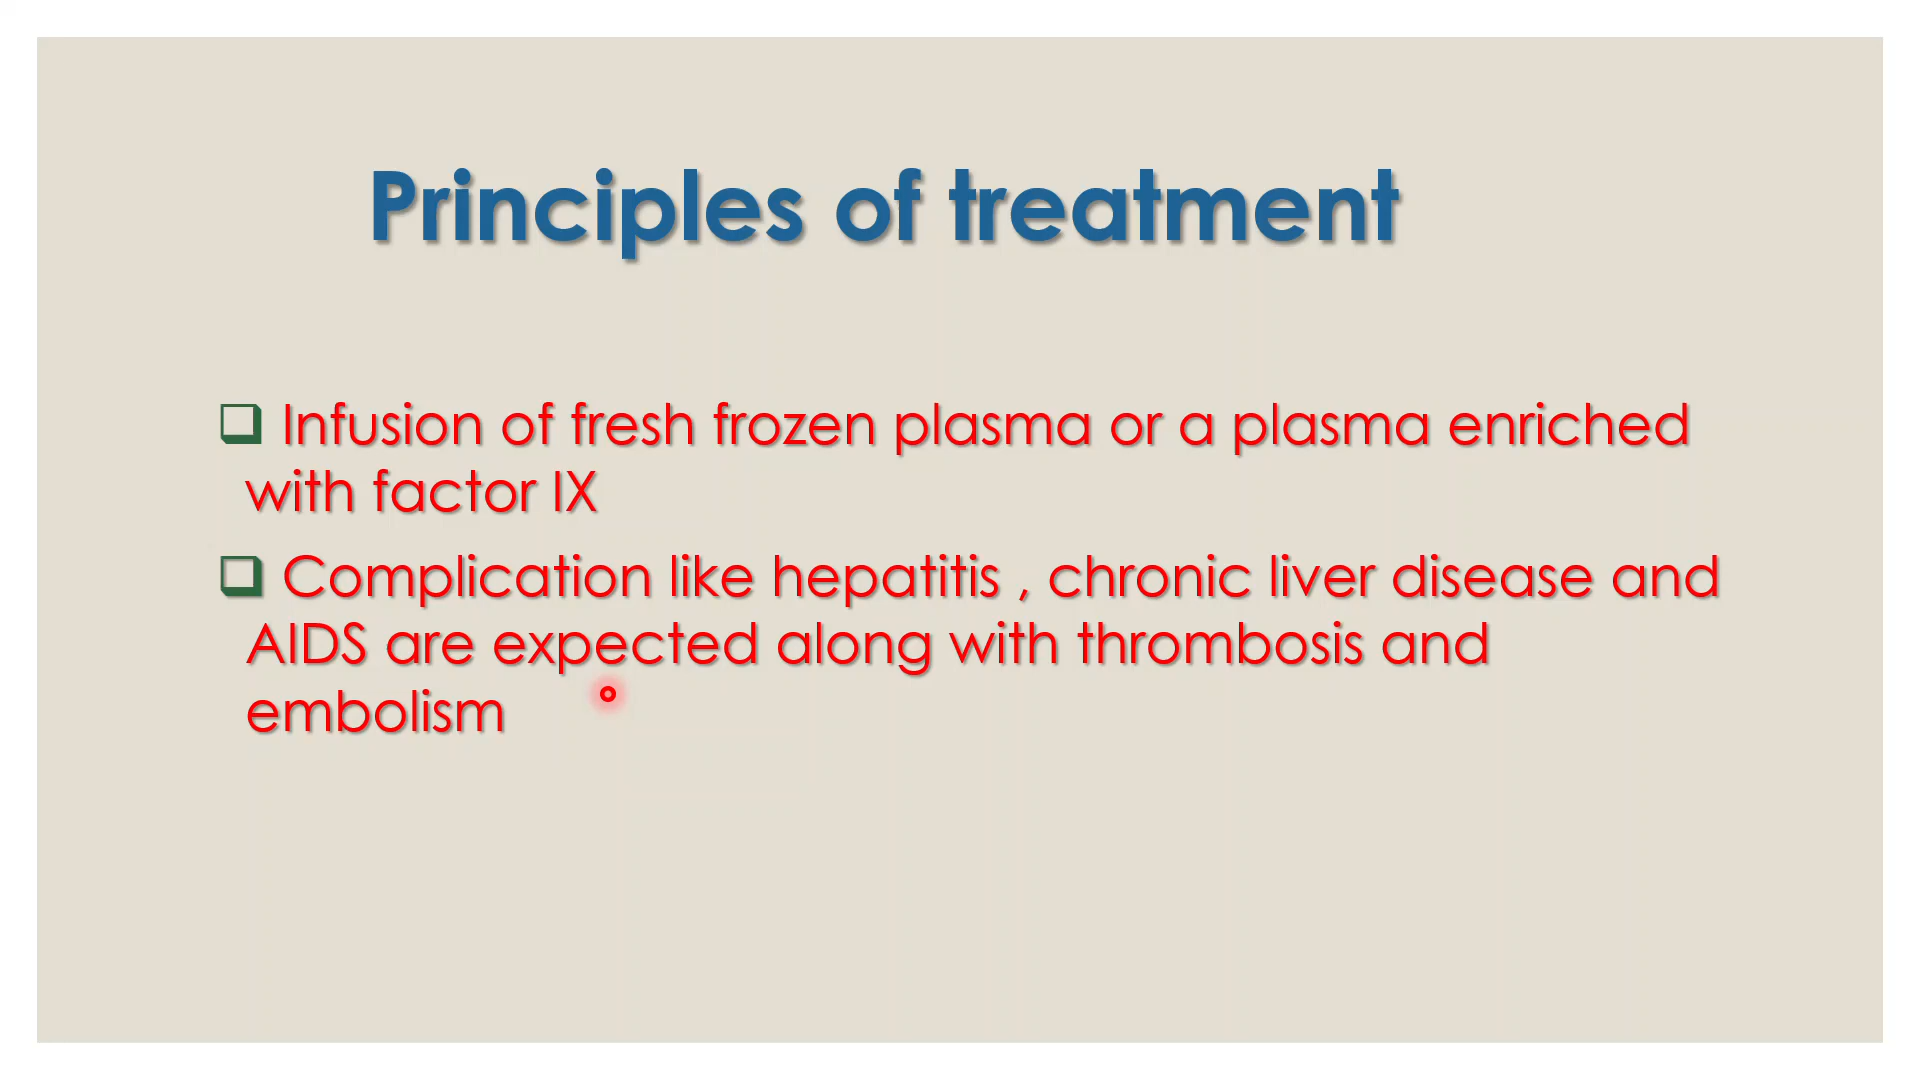 Principles of treatment
❑ Infusion of fresh frozen plasma or a plasma enriched
with factor IX
❑ Complication like hepatitis , chronic liver disease and
AIDS are expected along with thrombosis and
embolism